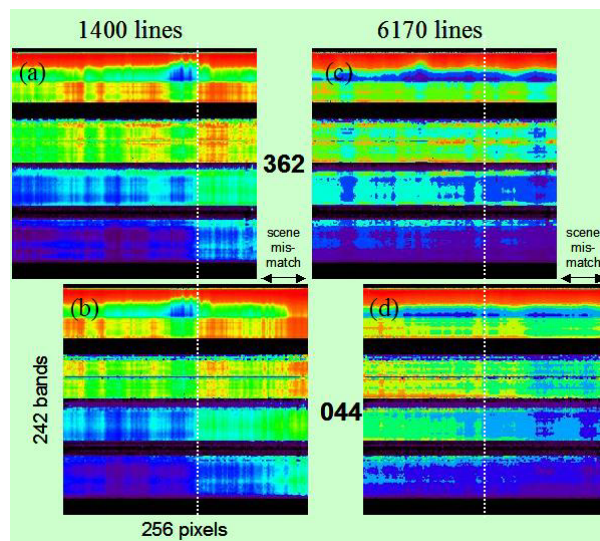 1400 lines
6170 lines
(a)
(c)
362
scene
mis-
match
scene
mis-
match
(b)
(d)
242 bands
044
256 pixels